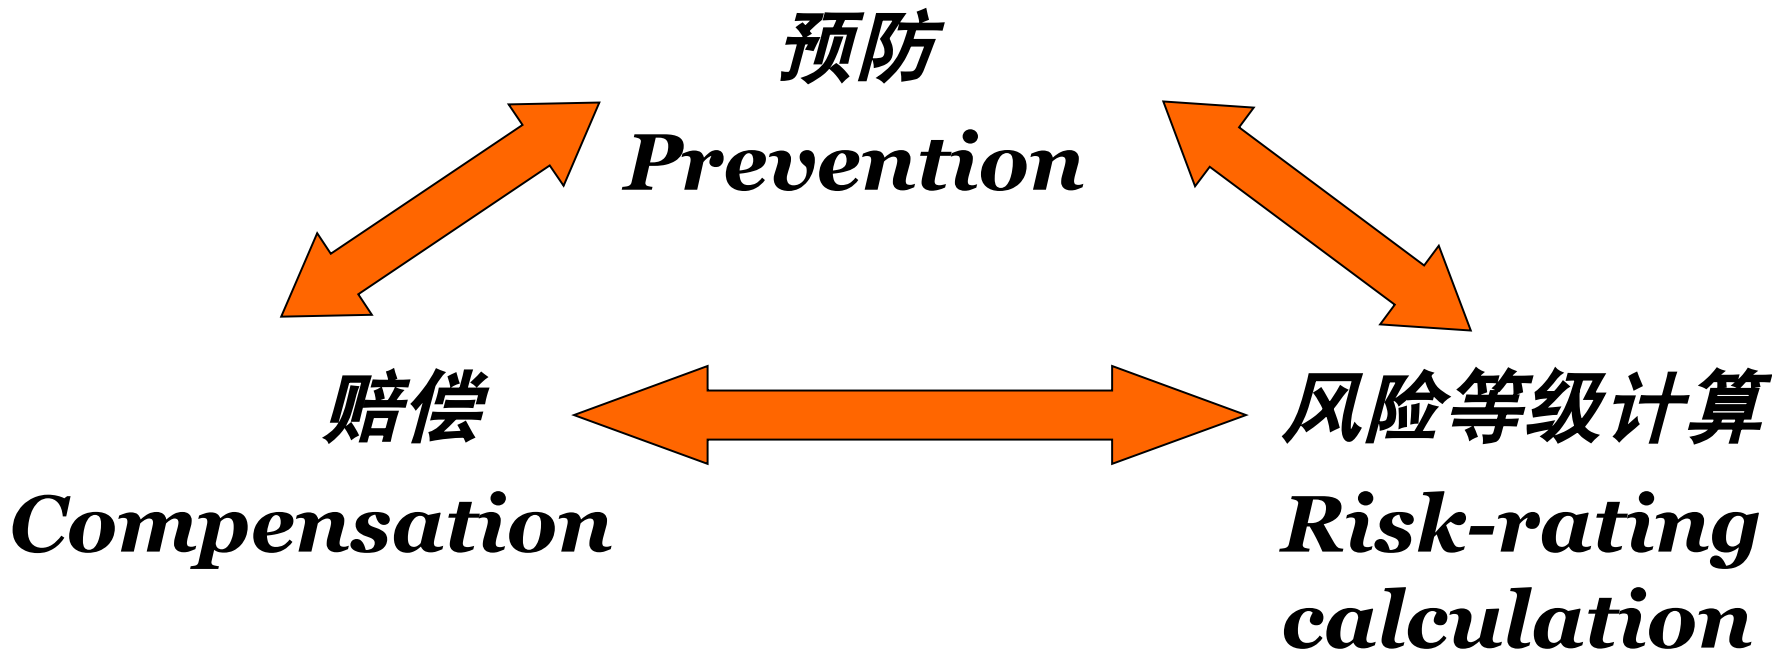 预防
Prevention
赔偿
Compensation
风险等级计算
Risk-rating
calculation